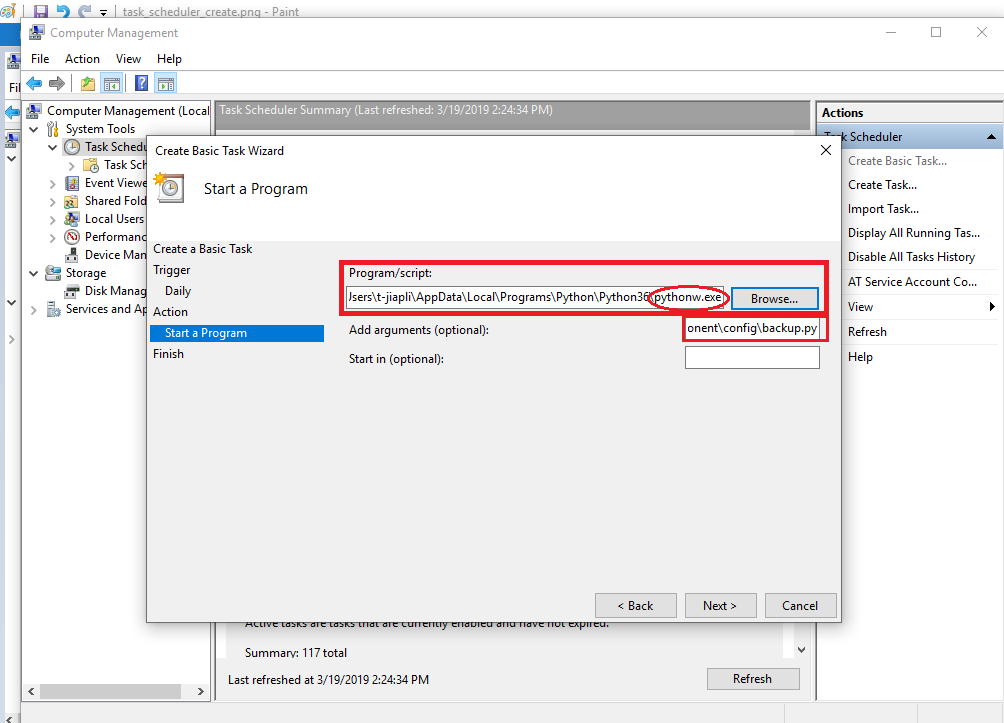 task_scheduler_create.png - Paint
Computer Management
File Action View Help
Fil
Computer Management (Local
System Tools
Task Schedu
Task Sch
Event Viewe
Shared Fold
Local Users
Performanc
Device Man
Storage
Disk Manag
Services and Ap
Task Scheduler Summary (Last refreshed: 3/19/2019 2:24:34 PM)
Create Basic Task Wizard
Start a Program
Create a Basic Task
Trigger
Daily
Action
Start a Program
Finish
Program/script:
Users\t-jiapli\AppData\Local\Programs\Python\Python36\pythonw.exe
Browse...
Add arguments (optional):
onent\config\backup.py
Start in (optional):
< Back
Next >
Cancel
Active tasks are tasks that are currently enabled and have not expired.
Summary: 117 total
Last refreshed at 3/19/2019 2:24:34 PM
Refresh
Actions
Task Scheduler
Create Basic Task...
Create Task...
Import Task...
Display All Running Tas...
Disable All Tasks History
AT Service Account Co...
View
Refresh
Help